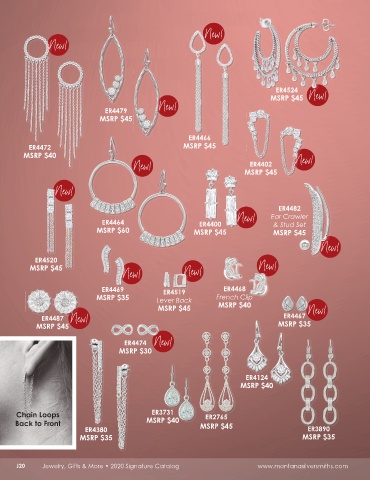 New!
New!
New!
New!
ER4524
MSRP $45
ER4479
MSRP $45
ER4472
MSRP $40
ER4466
MSRP $45
New!
ER4402
MSRP $45
New!
New!
ER4464
MSRP $60
New!
ER4400
MSRP $45
ER4482
Ear Crawler
& Stud Set
MSRP $45
New!
ER4520
MSRP $45
New!
ER4469
MSRP $35
New!
ER4519
Lever Back
MSRP $45
New!
ER4468
French Clip
MSRP $40
ER4487
MSRP $45
New!
ER4467
MSRP $35
New!
ER4474
MSRP $30
New!
Chain Loops
Back to Front
ER4380
MSRP $35
ER3731
MSRP $40
ER2765
MSRP $45
ER4124
MSRP $40
ER3890
MSRP $35
J20 Jewelry, Gifts & More • 2020 Signature Catalog www.montanasilversmiths.com